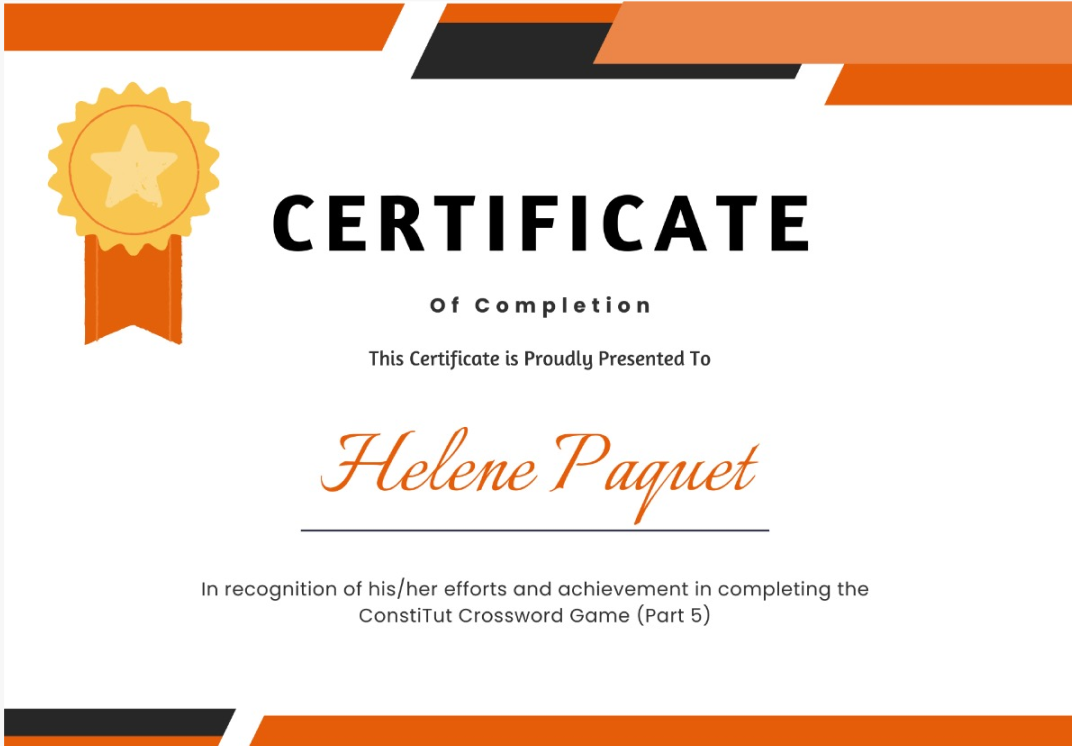 CERTIFICATE
Of Completion
This Certificate is Proudly Presented To
Helene Paquet
In recognition of his/her efforts and achievement in completing the
ConstiTut Crossword Game (Part 5)